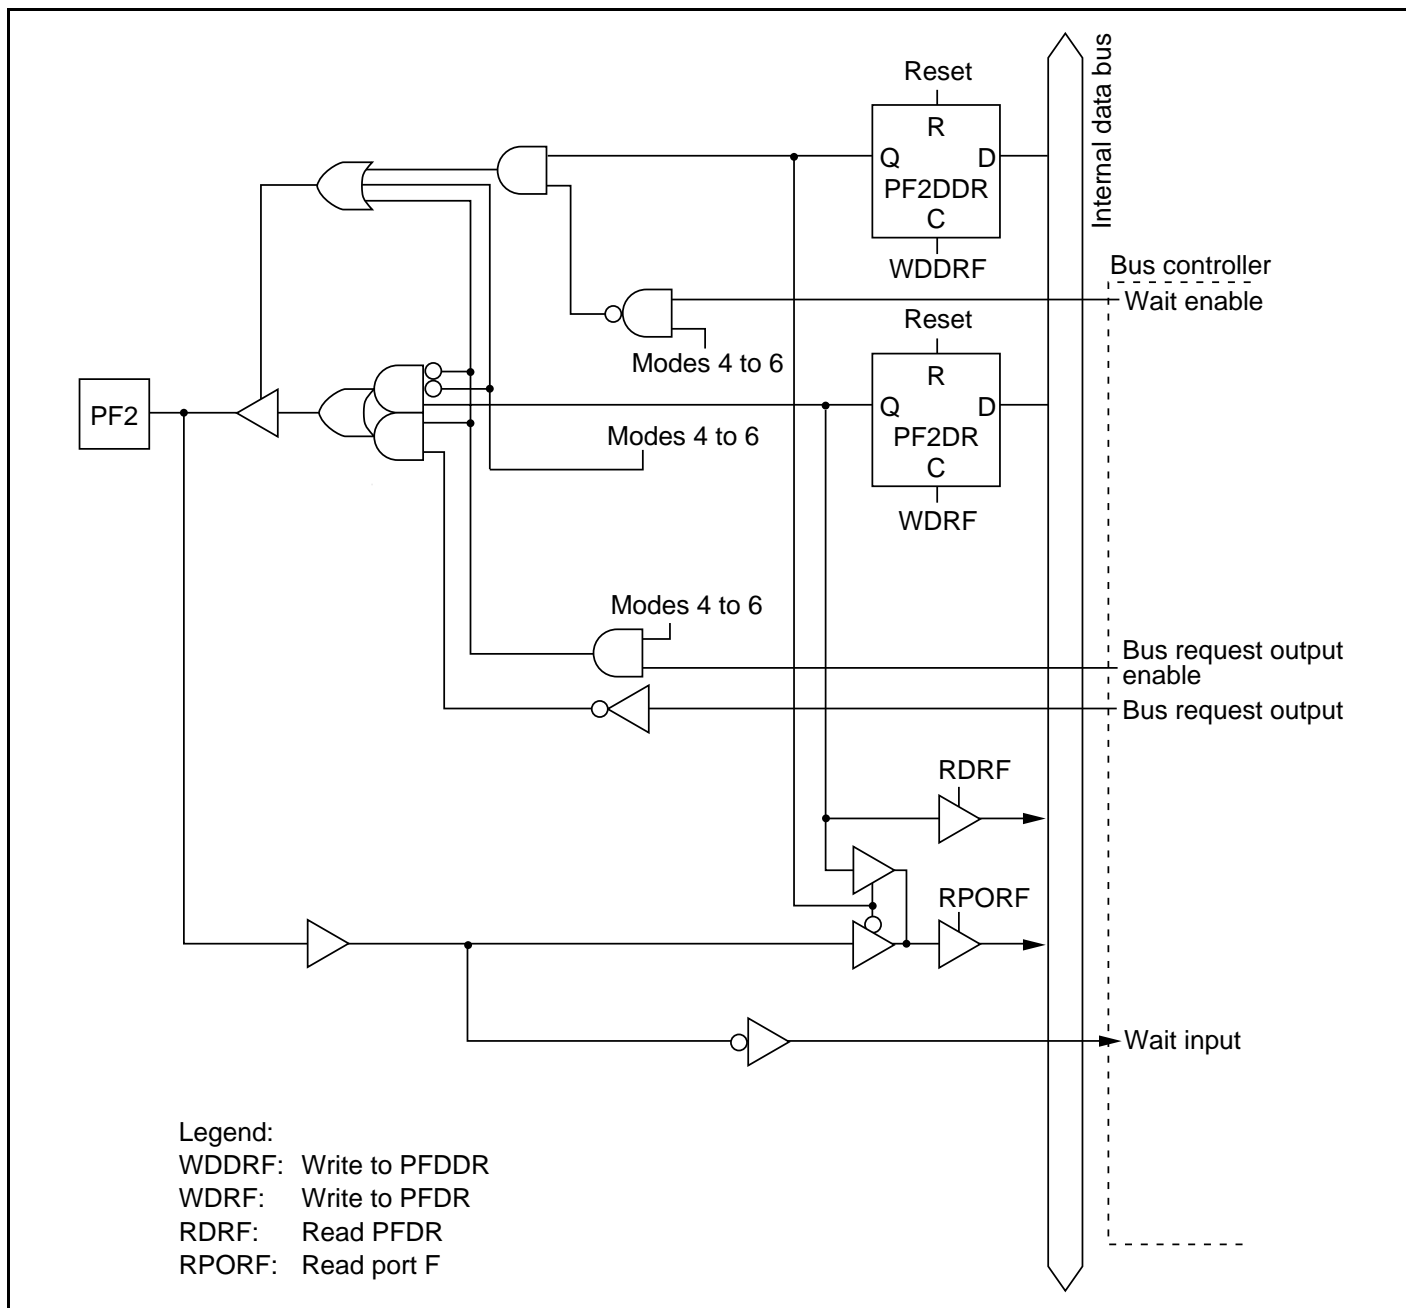 Reset
R
Q D
PF2DDR
C
WDDRF
Internal data bus
Bus controller
Wait enable
Modes 4 to 6
Reset
R
Q D
PF2DR
C
WDRF
PF2
Modes 4 to 6
Modes 4 to 6
Bus request output
enable
Bus request output
RDRF
RPORF
Wait input
Legend:
WDDRF: Write to PFDDR
WDRF: Write to PFDR
RDRF: Read PFDR
RPORF: Read port F